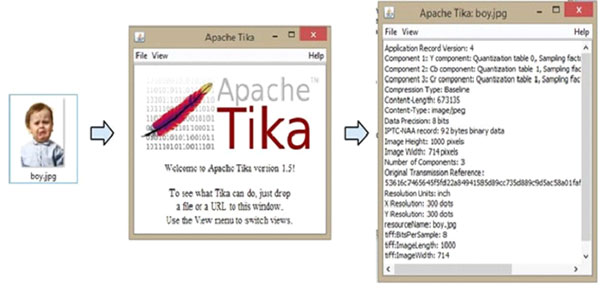 boy.jpg
Apache Tika
File View Help
Apache
TM
Tika
Welcome to Apache Tika version 1.5!
To see what Tika can do, just drop
a file or a URL to this window.
Use the View menu to switch views.
Apache Tika: boy.jpg
File View Help
Application Record Version: 4
Component 1: Y component: Quantization table 0, Sampling fac
Component 2: Cb component: Quantization table 1, Sampling fac
Component 3: Cr component: Quantization table 1, Sampling fac
Compression Type: Baseline
Content-Length: 673135
Content-Type: image/jpeg
Data Precision: 8 bits
IPTC-NAA record: 92 bytes binary data
Image Height: 1000 pixels
Image Width: 714 pixels
Number of Components: 3
Original Transmission Reference:
Resolution Units: inch
X Resolution: 300 dots
Y Resolution: 300 dots
resourceName: boy.jpg
tiff:BitsPerSample: 8
tiff:ImageLength: 1000
tiff:ImageWidth: 714